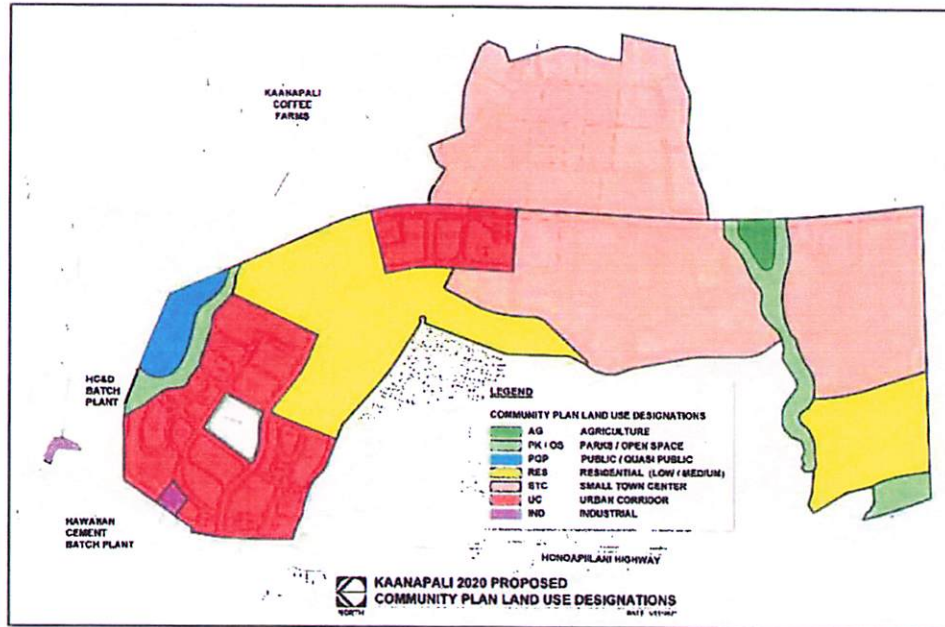 KAANAPALI
COFFEE
FARMS
HC&D
BATCH
PLANT
HAWAIIAN
CEMENT
BATCH PLANT
LEGEND
COMMUNITY PLAN LAND USE DESIGNATIONS
AG AGRICULTURE
PK / OS PARKS / OPEN SPACE
PQP PUBLIC / QUASI PUBLIC
RES RESIDENTIAL (LOW / MEDIUM)
STC SMALL TOWN CENTER
UC URBAN CORRIDOR
IND INDUSTRIAL
HONOAPIILANI HIGHWAY
KAANAPALI 2020 PROPOSED
COMMUNITY PLAN LAND USE DESIGNATIONS
NORTH DATE